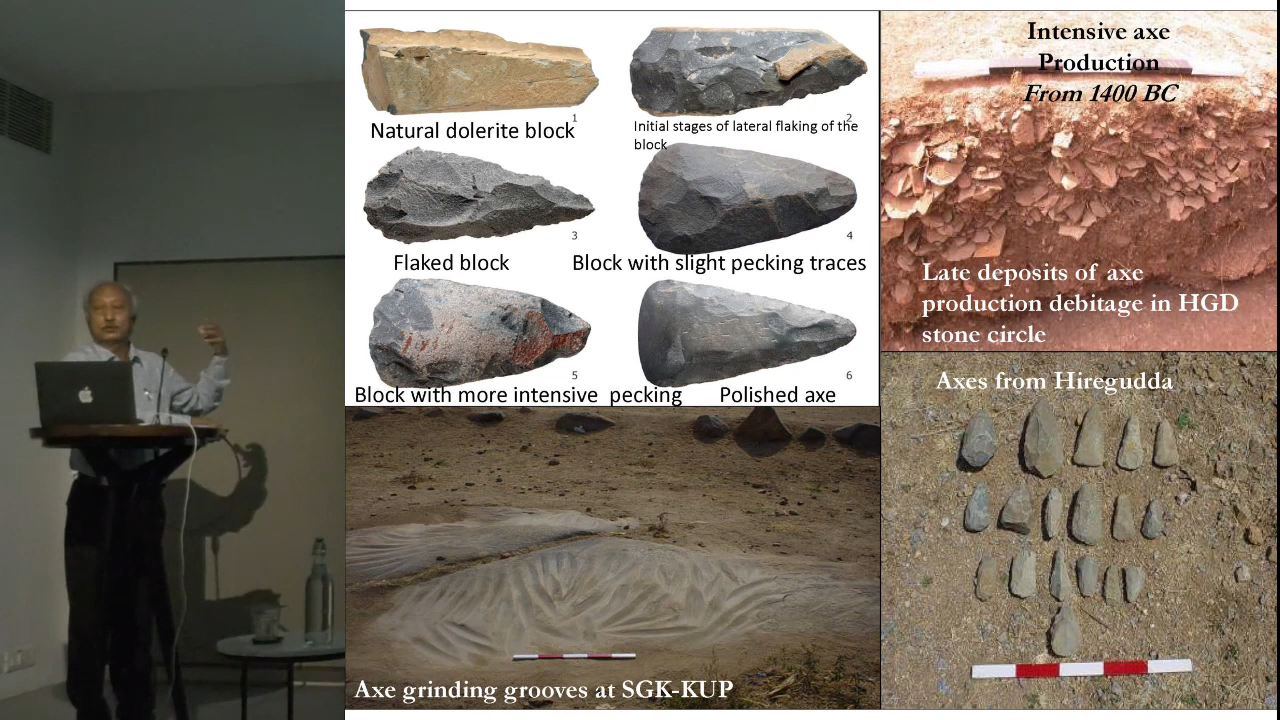 1
Natural dolerite block
2
Initial stages of lateral flaking of the
block
3
Flaked block
4
Block with slight pecking traces
5
Block with more intensive pecking
6
Polished axe
Intensive axe
Production
From 1400 BC
Late deposits of axe
production debitage in HGD
stone circle
Axe grinding grooves at SGK-KUP
Axes from Hiregudda